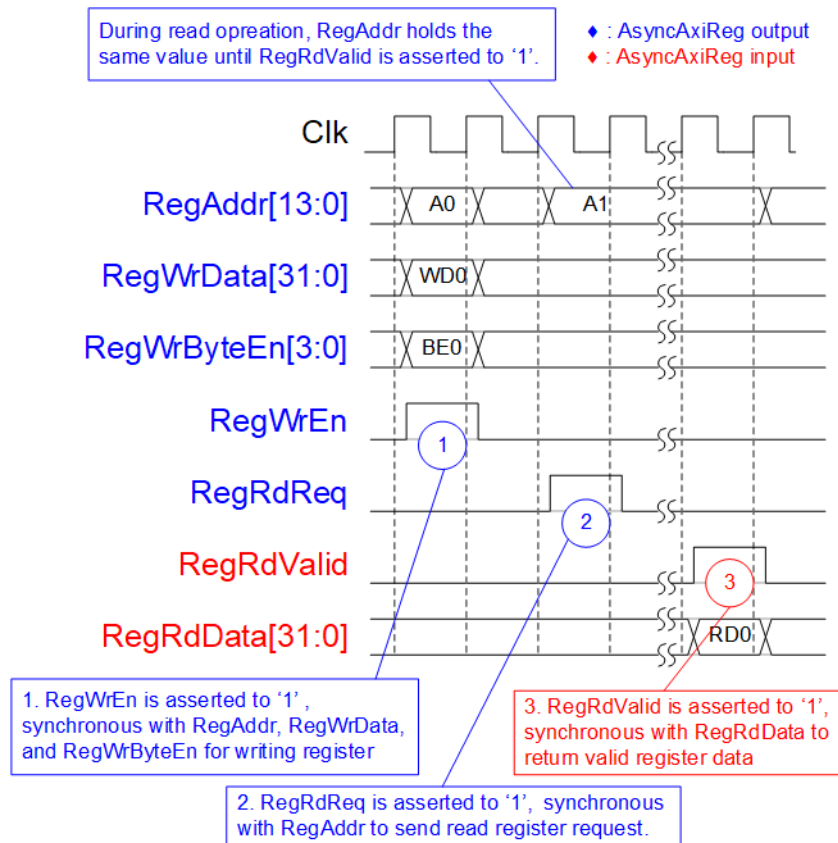 During read opreation, RegAddr holds the
same value until RegRdValid is asserted to ‘1’.
♦ : AsyncAxiReg output
♦ : AsyncAxiReg input
Clk
RegAddr[13:0]
A0
A1
RegWrData[31:0]
WD0
RegWrByteEn[3:0]
BE0
RegWrEn
1
RegRdReq
2
RegRdValid
3
RegRdData[31:0]
RD0
1. RegWrEn is asserted to ‘1’ ,
synchronous with RegAddr, RegWrData,
and RegWrByteEn for writing register
3. RegRdValid is asserted to ‘1’,
synchronous with RegRdData to
return valid register data
2. RegRdReq is asserted to ‘1’, synchronous
with RegAddr to send read register request.